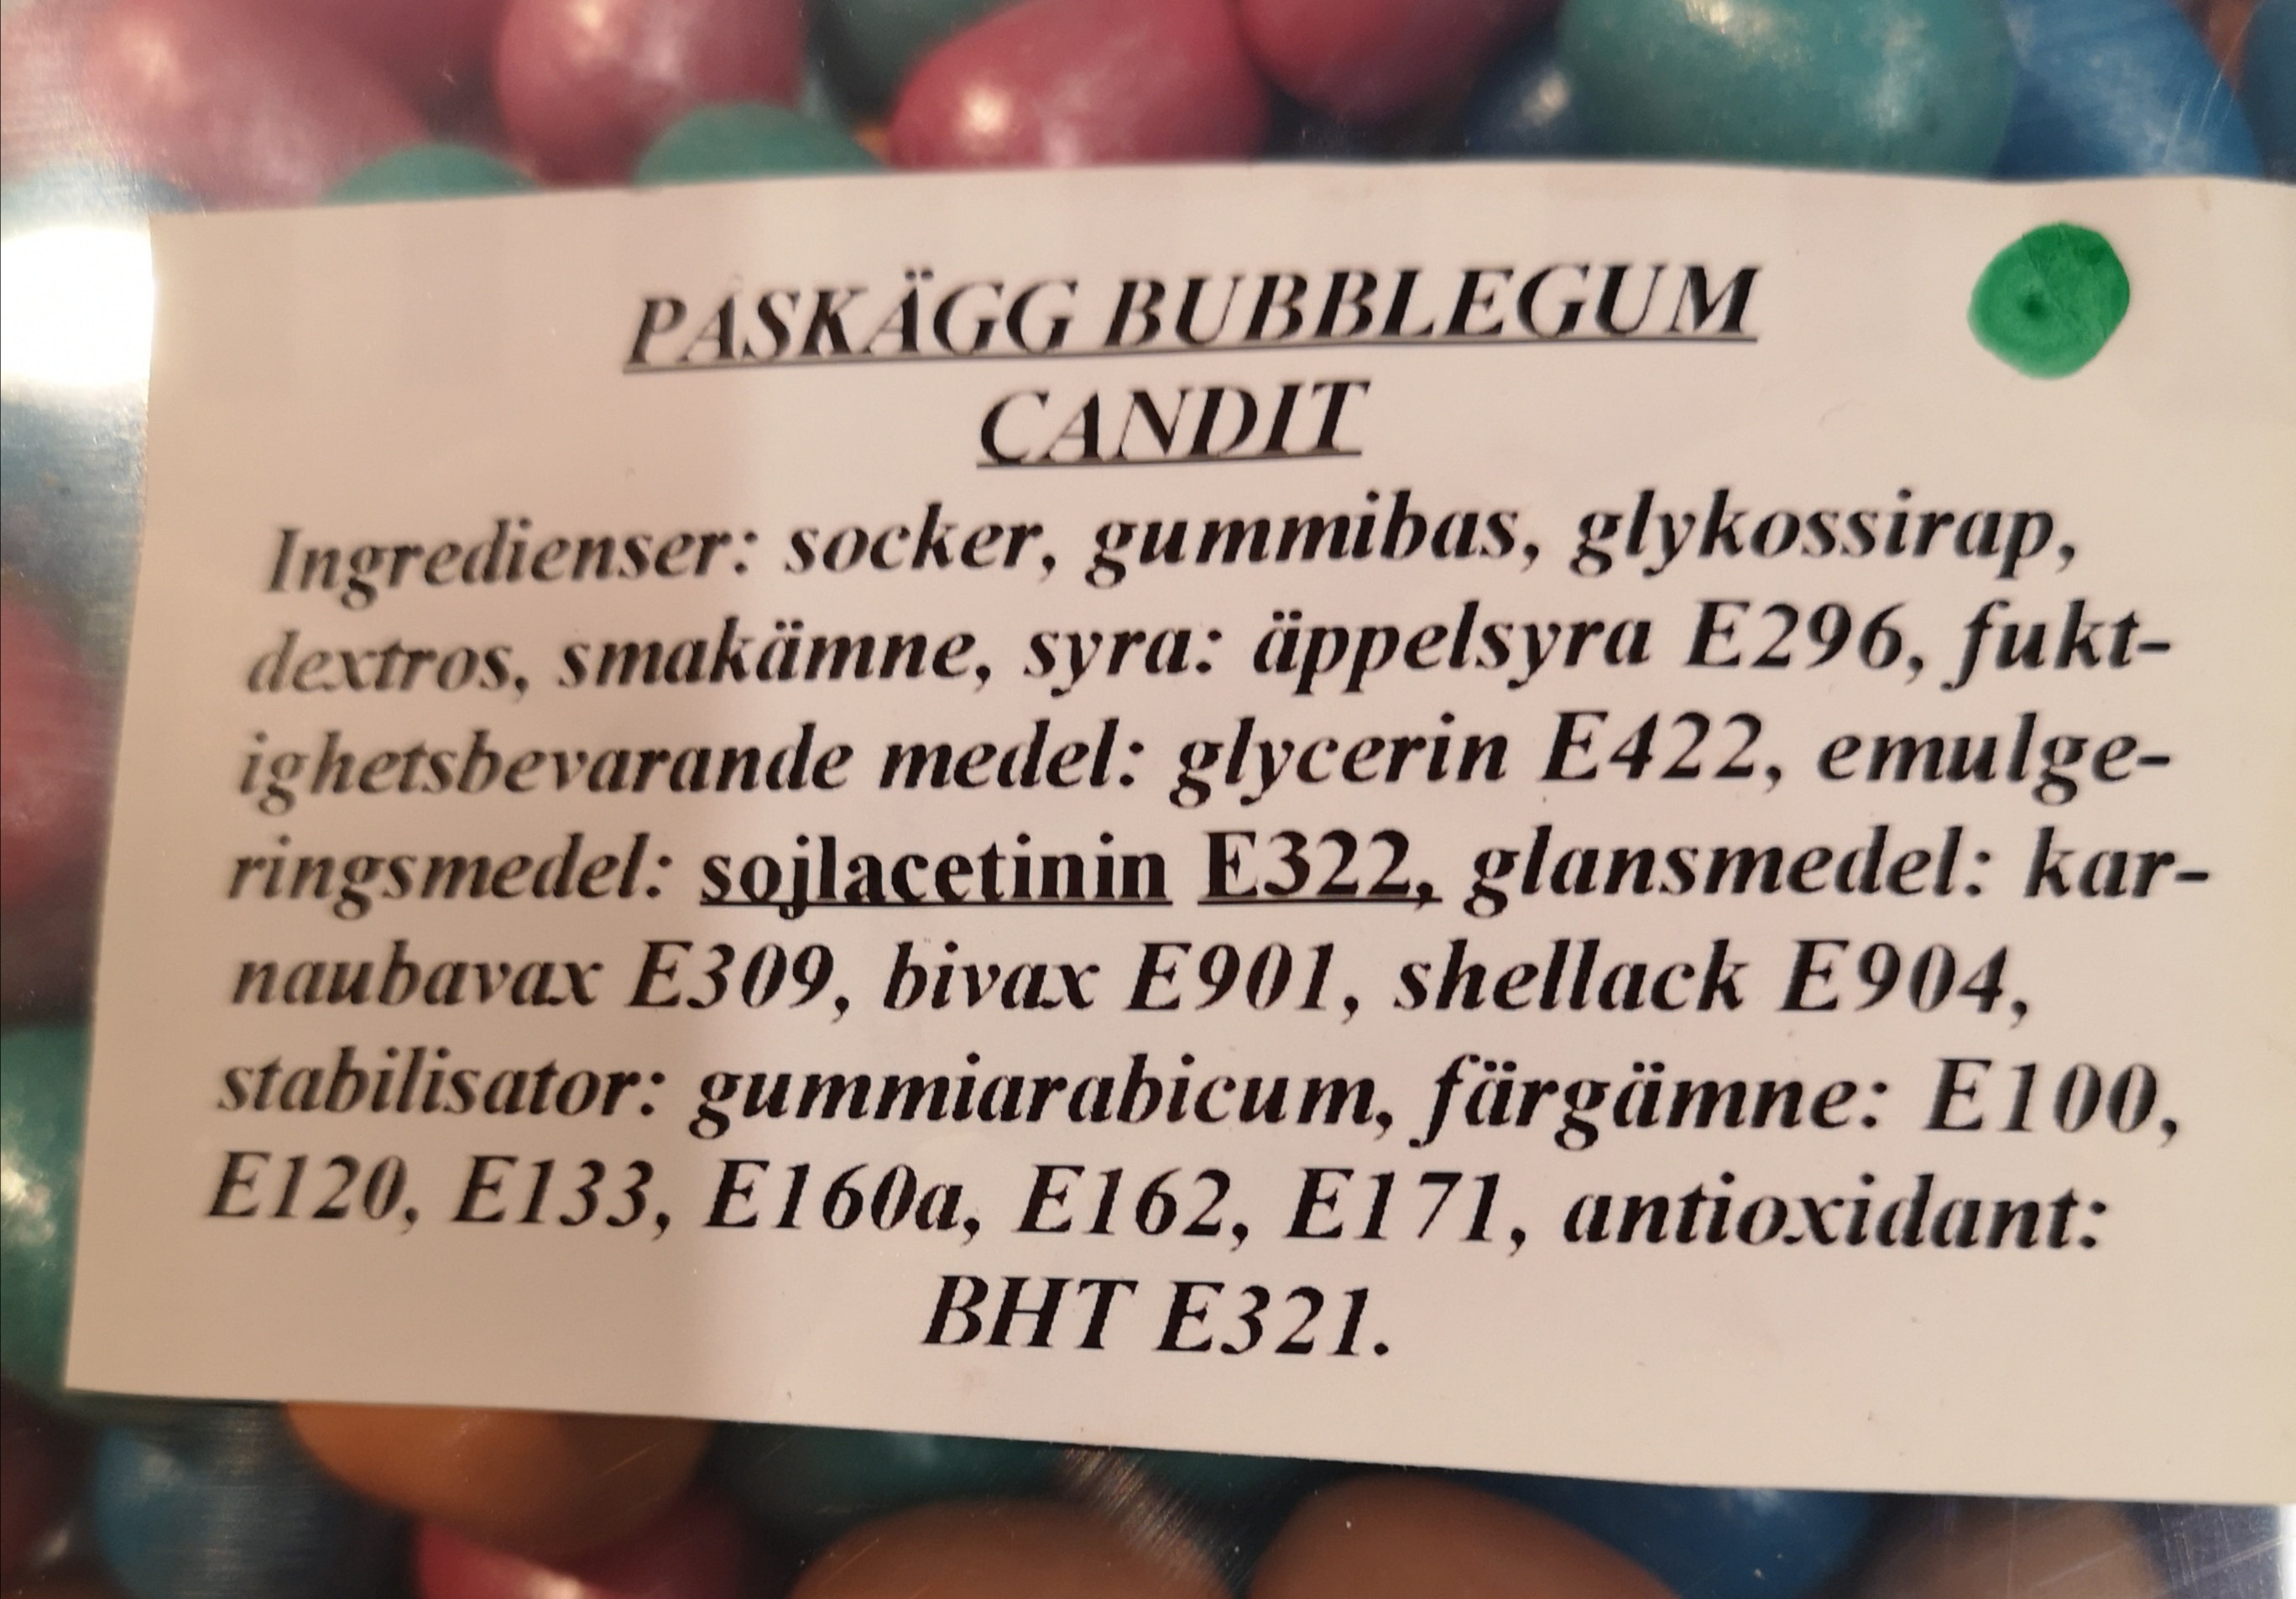 PÅSKÄGG BUBBLEGUM
CANDIT
Ingredienser: socker, gummibas, glykossirap,
dextros, smakämne, syra: äppelsyra E296, fukt-
ighetsbevarande medel: glycerin E422, emulge-
ringsmedel: sojlacetinin E322, glansmedel: kar-
naubavax E309, bivax E901, shellack E904,
stabilisator: gummiarabicum, färgämne: E100,
E120, E133, E160a, E162, E171, antioxidant:
BHT E321.